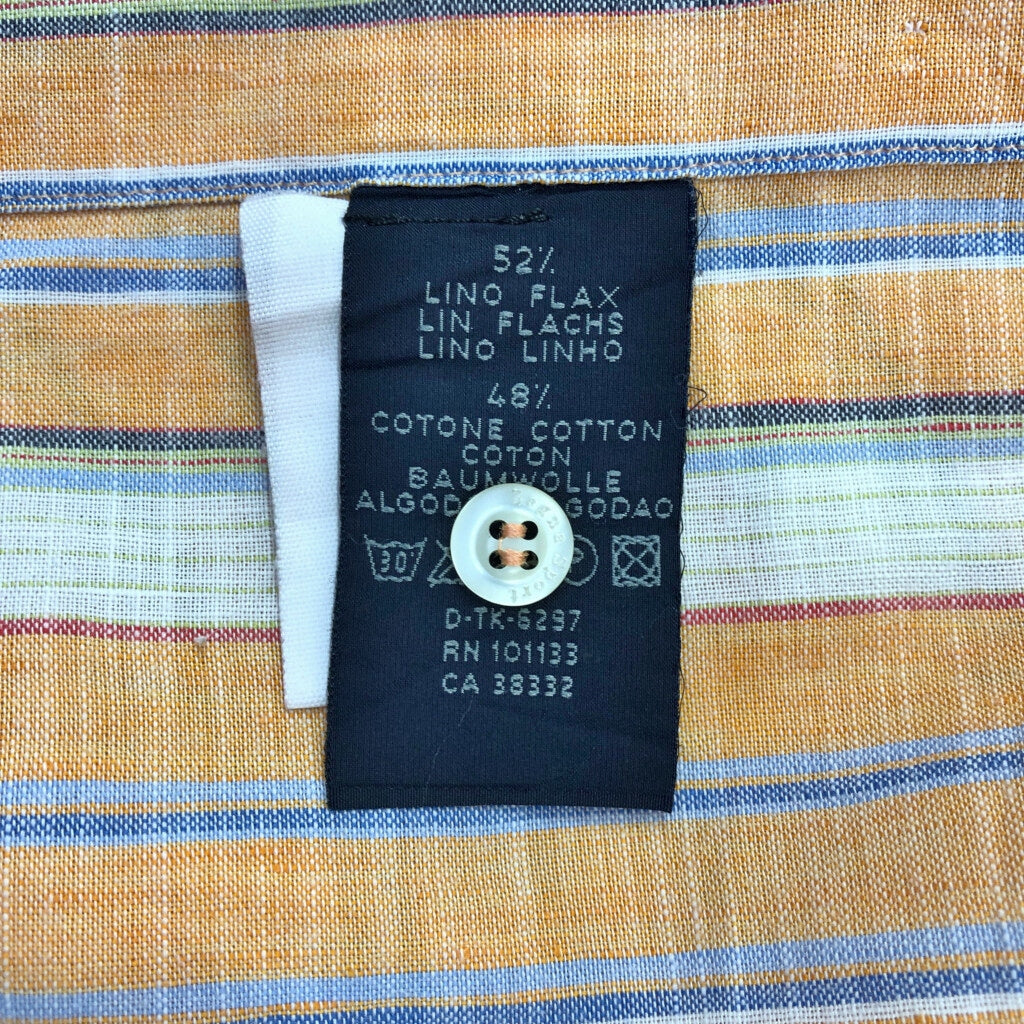 52%
LINO FLAX
LIN FLACHS
LINO LINHO
48%
COTONE COTTON
COTON
BAUMWOLLE
30°
D-TK-6297
RN 101133
CA 38332
Sport